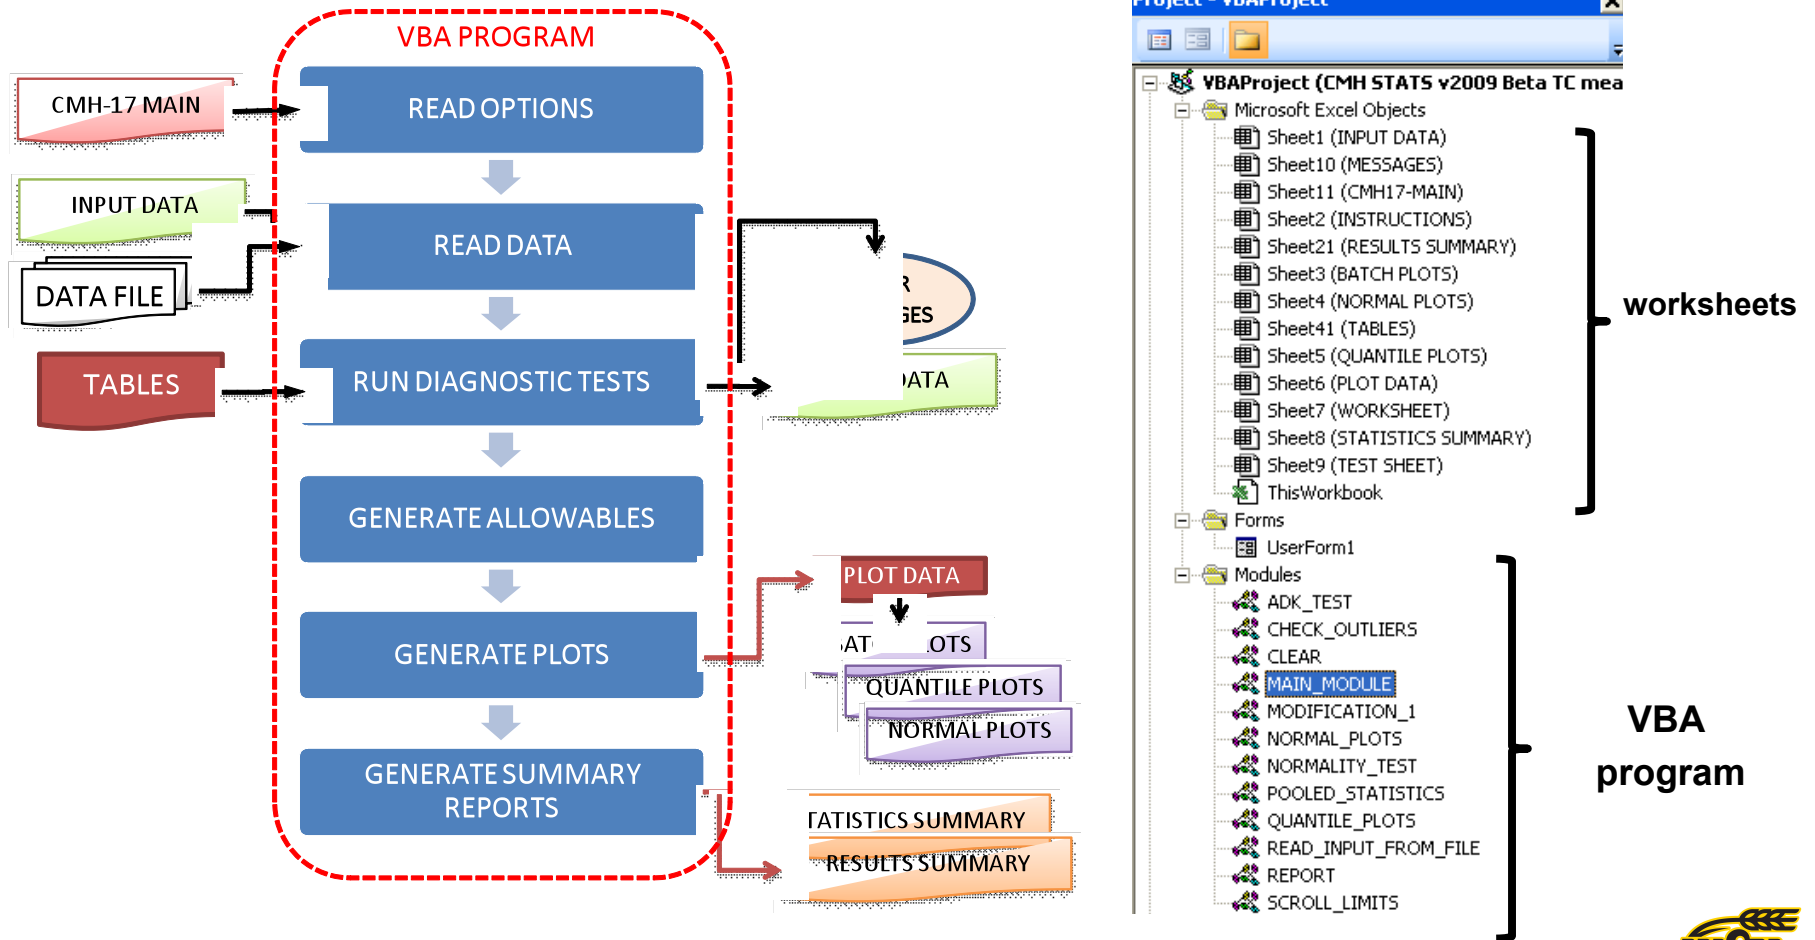 VBA PROGRAM
CMH-17 MAIN
READ OPTIONS
INPUT DATA
READ DATA
DATA FILE
TABLES
RUN DIAGNOSTIC TESTS
GENERATE ALLOWABLES
PLOT DATA
GENERATE PLOTS
QUANTILE PLOTS
NORMAL PLOTS
GENERATE SUMMARY
REPORTS
SUMMARY
RESULTS SUMMARY
Project - VBAProject
VBAProject (CMH STATS v2009 Beta TC mea
Microsoft Excel Objects
Sheet1 (INPUT DATA)
Sheet10 (MESSAGES)
Sheet11 (CMH17-MAIN)
Sheet2 (INSTRUCTIONS)
Sheet21 (RESULTS SUMMARY)
Sheet3 (BATCH PLOTS)
Sheet4 (NORMAL PLOTS)
Sheet41 (TABLES)
Sheet5 (QUANTILE PLOTS)
Sheet6 (PLOT DATA)
Sheet7 (WORKSHEET)
Sheet8 (STATISTICS SUMMARY)
Sheet9 (TEST SHEET)
ThisWorkbook
Forms
UserForm1
Modules
ADK_TEST
CHECK_OUTLIERS
CLEAR
MAIN_MODULE
MODIFICATION_1
NORMAL_PLOTS
NORMALITY_TEST
POOLED_STATISTICS
QUANTILE_PLOTS
READ_INPUT_FROM_FILE
REPORT
SCROLL_LIMITS
worksheets
VBA
program